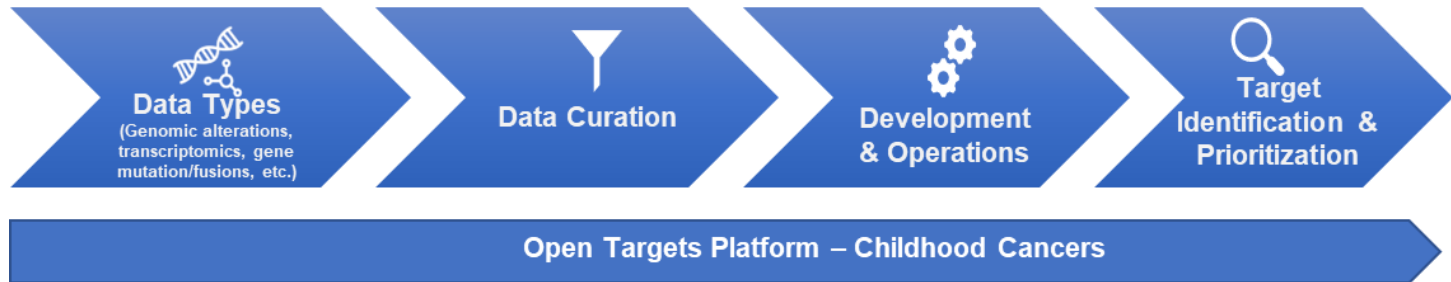 Data Types
(Genomic alterations,
transcriptomics, gene
mutation/fusions, etc.)
Data Curation
Development
& Operations
Target
Identification &
Prioritization
Open Targets Platform – Childhood Cancers